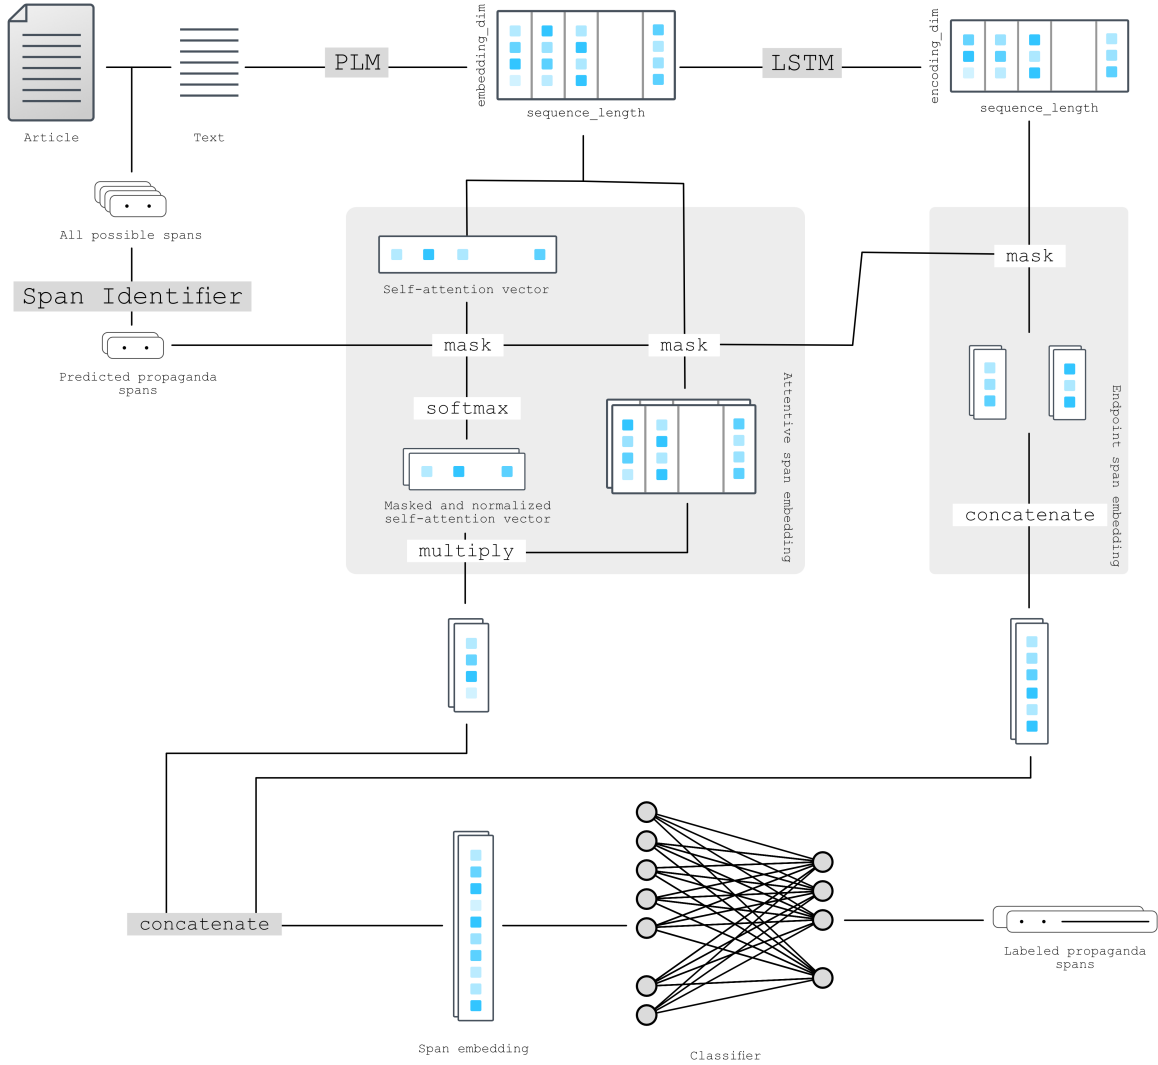 embedding_dim
encoding_dim
PLM
LSTM
sequence_length
sequence_length
Article
Text
All possible spans
Span Identifier
Predicted propaganda
spans
Self-attention vector
mask
mask
mask
softmax
Masked and normalized
self-attention vector
multiply
Attentive span embedding
Endpoint span embedding
concatenate
concatenate
Span embedding
Classifier
Labeled propaganda
spans